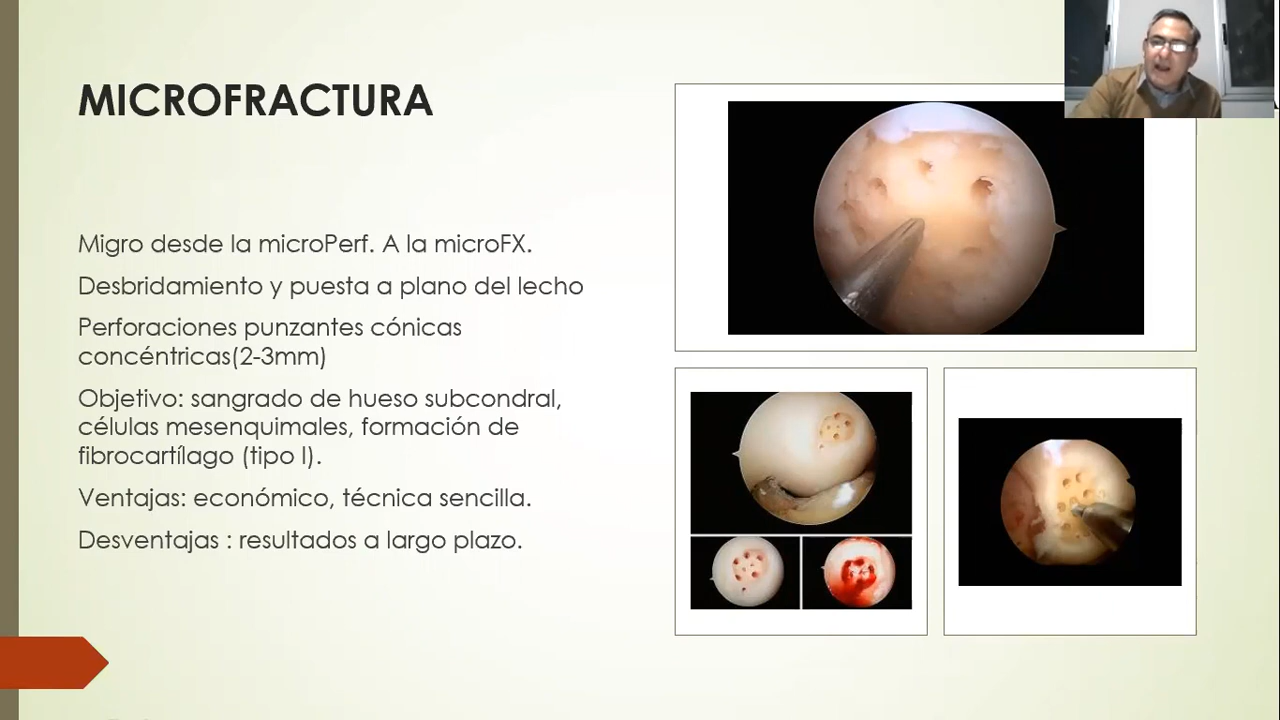 MICROFRACTURA
Migro desde la microPerf. A la microFX.
Desbridamiento y puesta a plano del lecho
Perforaciones punzantes cónicas
concéntricas(2-3mm)
Objetivo: sangrado de hueso subcondral,
células mesenquimales, formación de
fibrocartílago (tipo I).
Ventajas: económico, técnica sencilla.
Desventajas : resultados a largo plazo.